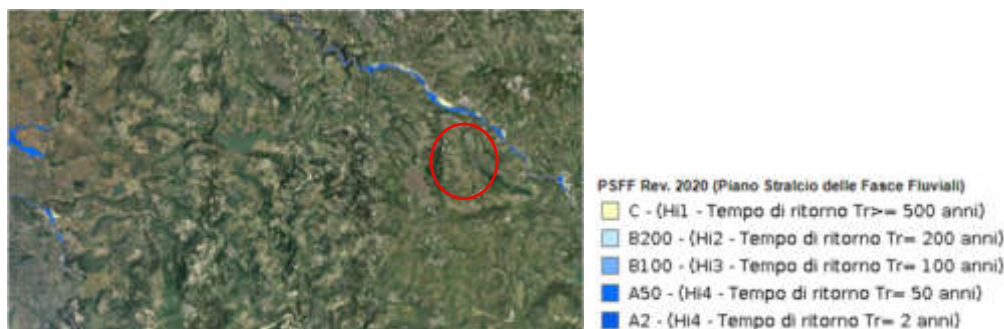 PSFF Rev. 2020 (Piano Stralcio delle Fasce Fluviali)
C - (Hi1 - Tempo di ritorno Tr>= 500 anni)
B200 - (Hi2 - Tempo di ritorno Tr= 200 anni)
B100 - (Hi3 - Tempo di ritorno Tr= 100 anni)
A50 - (Hi4 - Tempo di ritorno Tr= 50 anni)
A2 - (Hi4 - Tempo di ritorno Tr= 2 anni)